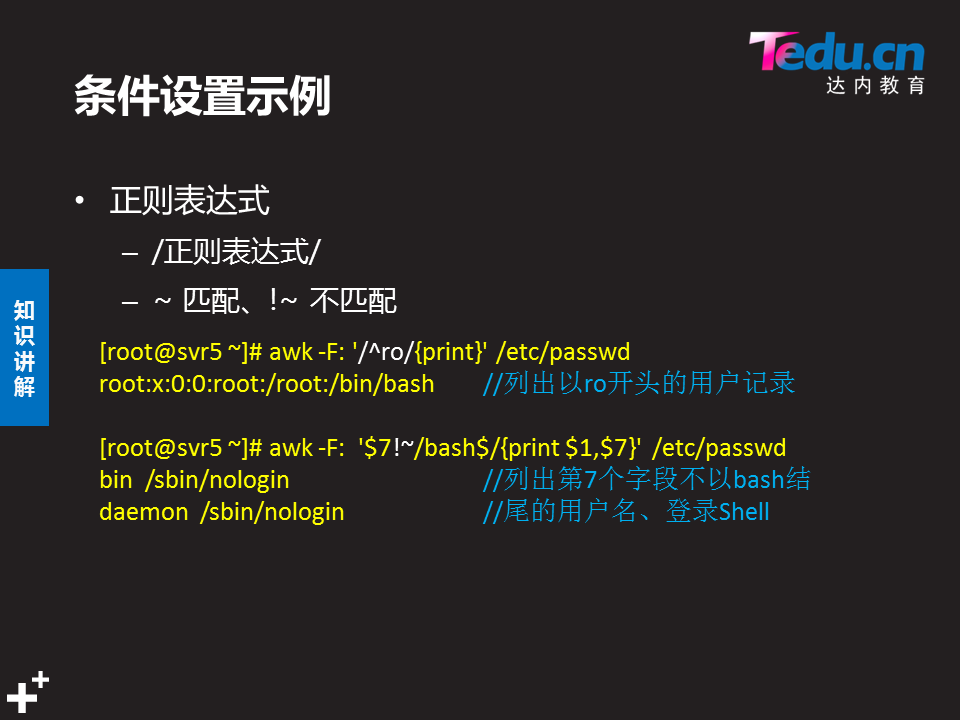 Tedu.cn
达内教育
条件设置示例
• 正则表达式
– /正则表达式/
– ~ 匹配、!~ 不匹配
知识讲解
[root@svr5 ~]# awk -F: '/^ro/{print}' /etc/passwd
root:x:0:0:root:/root:/bin/bash //列出以ro开头的用户记录
[root@svr5 ~]# awk -F: '$7!~/bash$/{print $1,$7}' /etc/passwd
bin /sbin/nologin //列出第7个字段不以bash结
daemon /sbin/nologin //尾的用户名、登录Shell